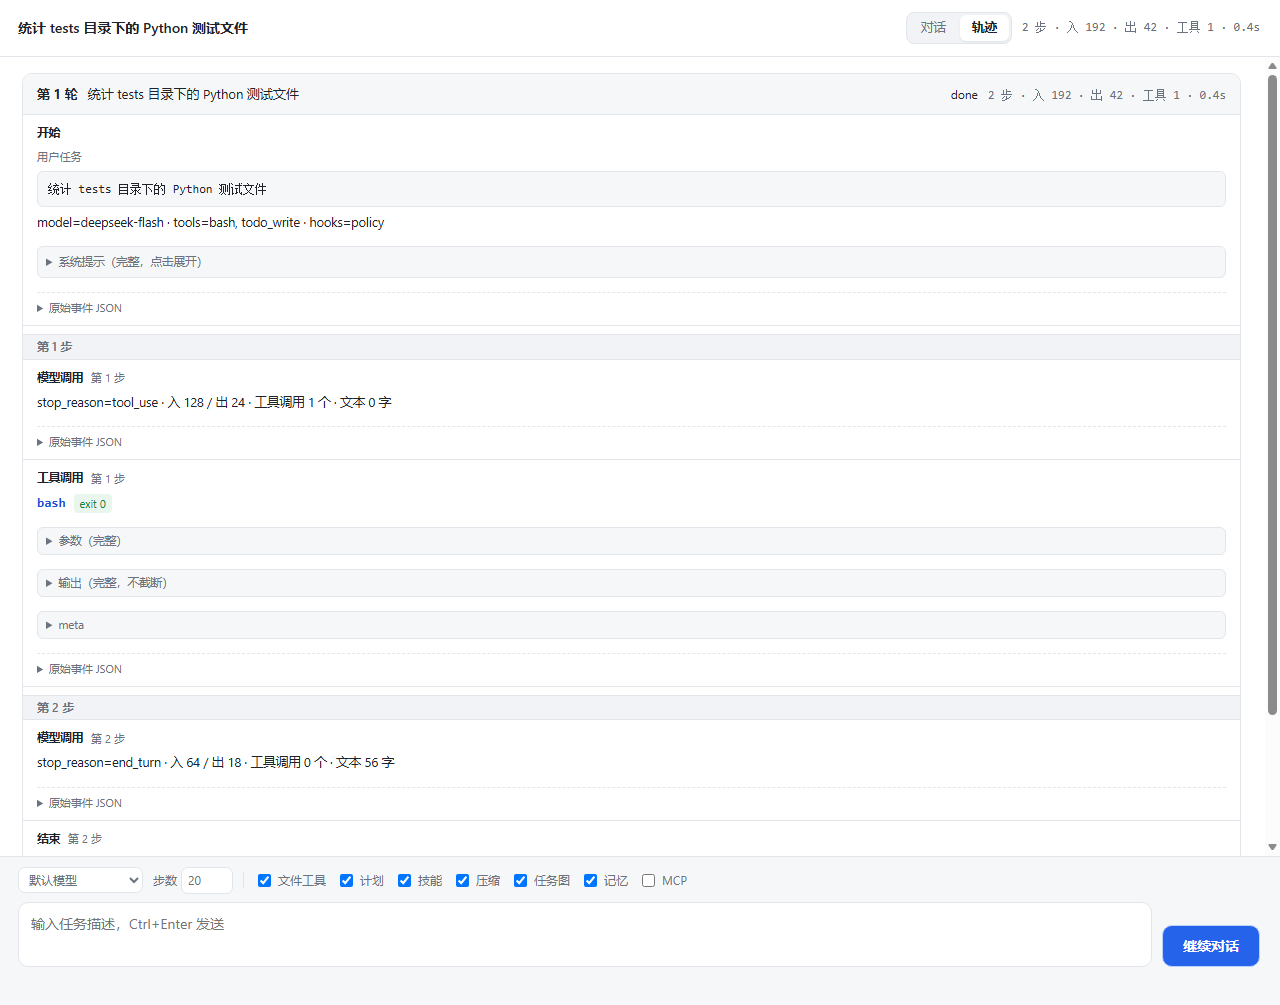 统计 tests 目录下的 Python 测试文件
对话 轨迹 2 步 · 入 192 · 出 42 · 工具 1 · 0.4s
第 1 轮 统计 tests 目录下的 Python 测试文件 done 2 步 · 入 192 · 出 42 · 工具 1 · 0.4s
开始
用户任务
统计 tests 目录下的 Python 测试文件
model=deepseek-flash · tools=bash, todo_write · hooks=policy
系统提示（完整，点击展开）
原始事件 JSON
第 1 步
模型调用 第 1 步
stop_reason=tool_use · 入 128 / 出 24 · 工具调用 1 个 · 文本 0 字
原始事件 JSON
工具调用 第 1 步
bash exit 0
参数（完整）
输出（完整，不截断）
meta
原始事件 JSON
第 2 步
模型调用 第 2 步
stop_reason=end_turn · 入 64 / 出 18 · 工具调用 0 个 · 文本 56 字
原始事件 JSON
结束 第 2 步
默认模型 步数 20 文件工具 计划 技能 压缩 任务图 记忆 MCP
输入任务描述，Ctrl+Enter 发送
继续对话